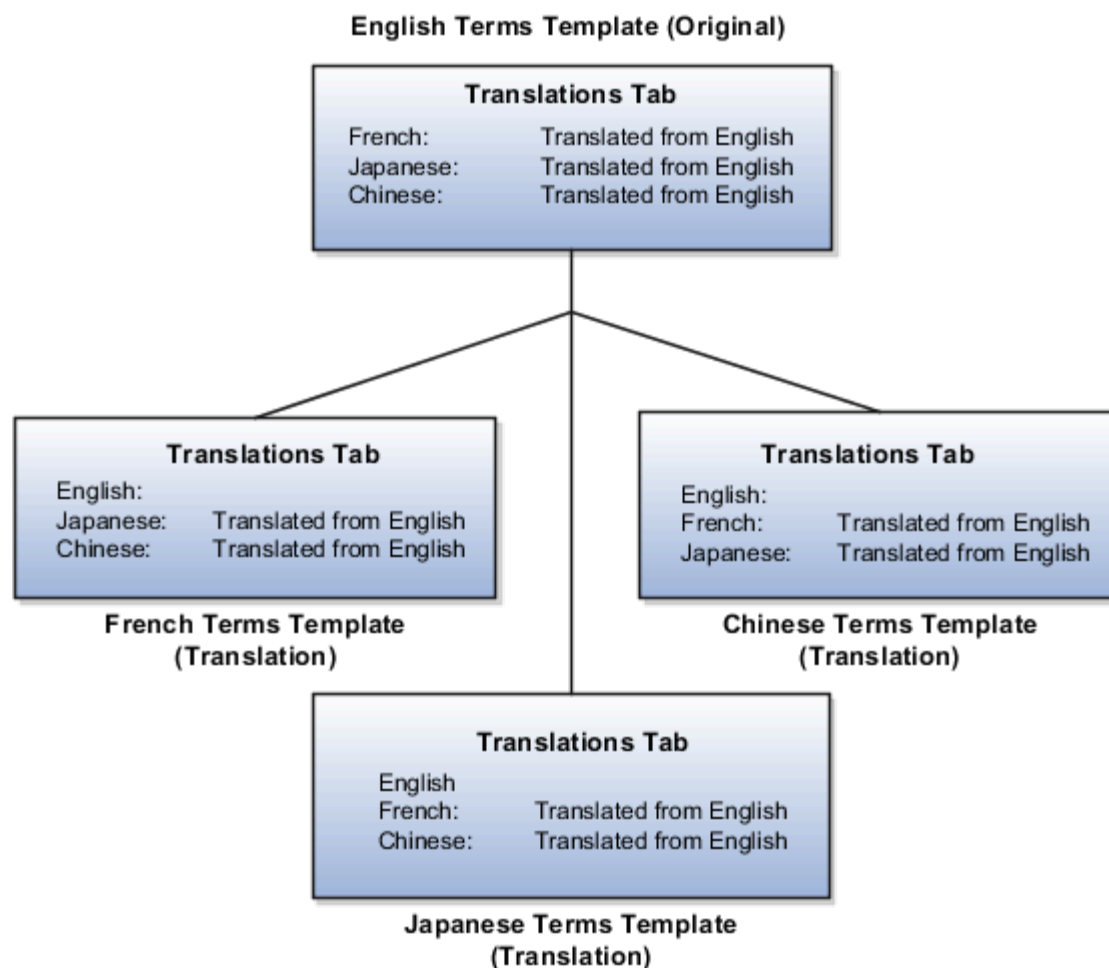 English Terms Template (Original)
Translations Tab
French: Translated from English
Japanese: Translated from English
Chinese: Translated from English
Translations Tab
English:
Japanese: Translated from English
Chinese: Translated from English
French Terms Template
(Translation)
Translations Tab
English:
French: Translated from English
Japanese: Translated from English
Chinese Terms Template
(Translation)
Translations Tab
English
French: Translated from English
Chinese: Translated from English
Japanese Terms Template
(Translation)